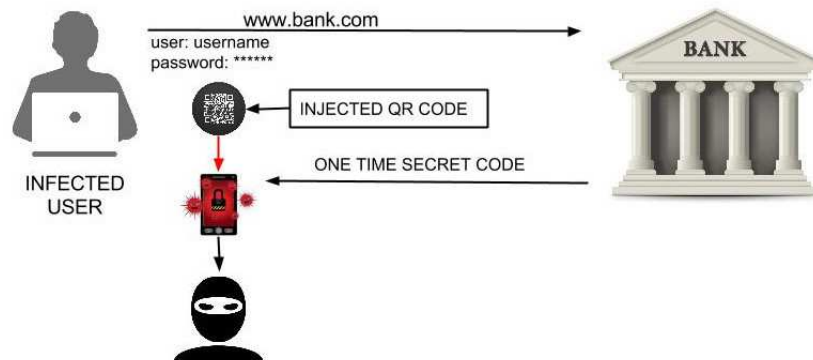 www.bank.com
user: username
password: ******
BANK
INJECTED QR CODE
ONE TIME SECRET CODE
INFECTED
USER